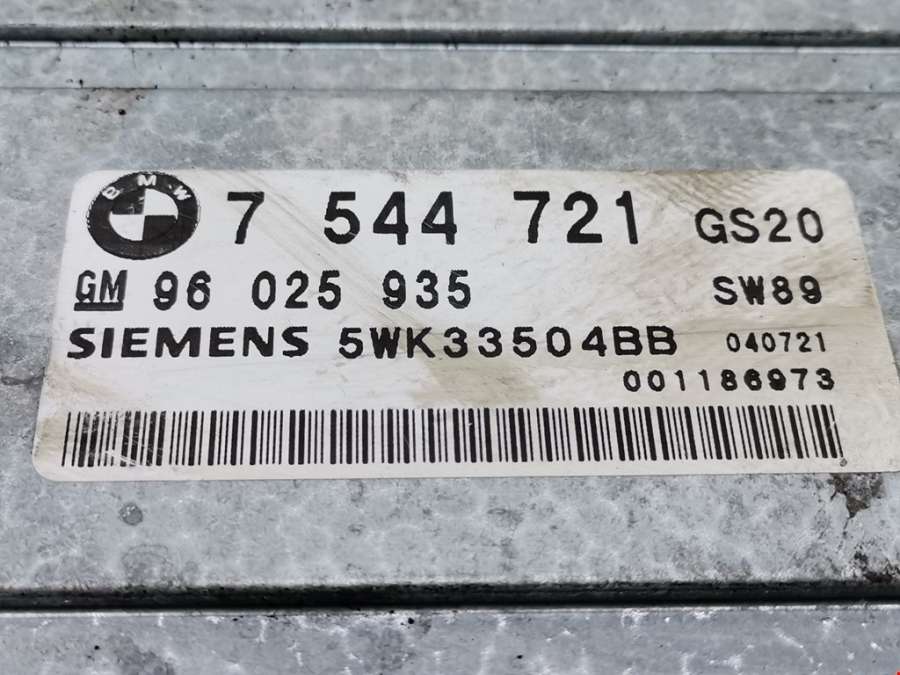 BMW 7 544 721 GS20
GM 96 025 935 SW89
SIEMENS 5WK33504BB 040721
001186973